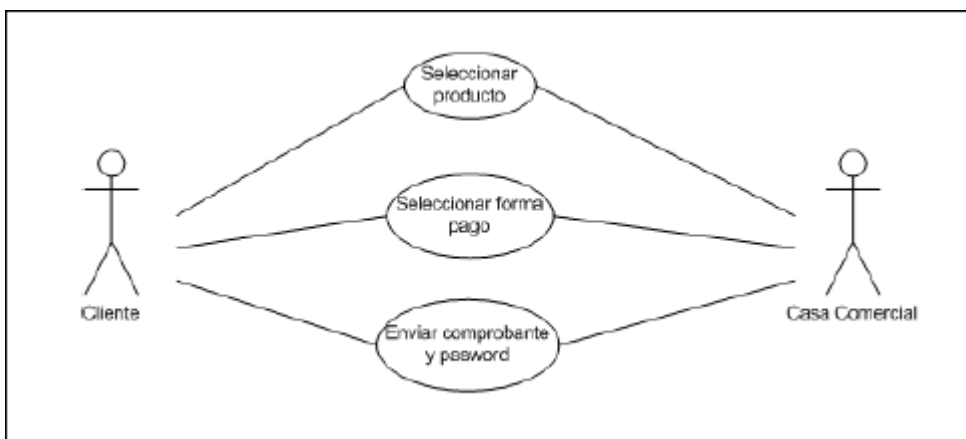 Seleccionar
producto
Seleccionar forma
pago
Cliente
Casa Comercial
Enviar comprobante
y pasword